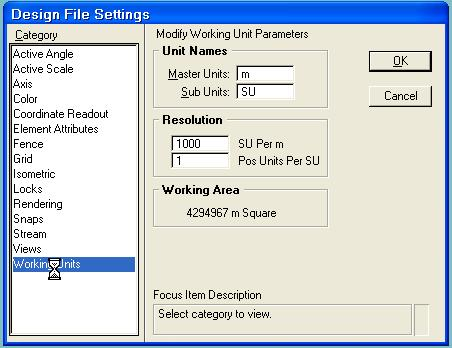 Design File Settings
Category
Active Angle
Active Scale
Axis
Color
Coordinate Readout
Element Attributes
Fence
Grid
Isometric
Locks
Rendering
Snaps
Stream
Views
Working Units
Modify Working Unit Parameters
Unit Names
Master Units: m
Sub Units: SU
Resolution
1000 SU Per m
1 Pos Units Per SU
Working Area
4294967 m Square
Focus Item Description
Select category to view.
OK
Cancel